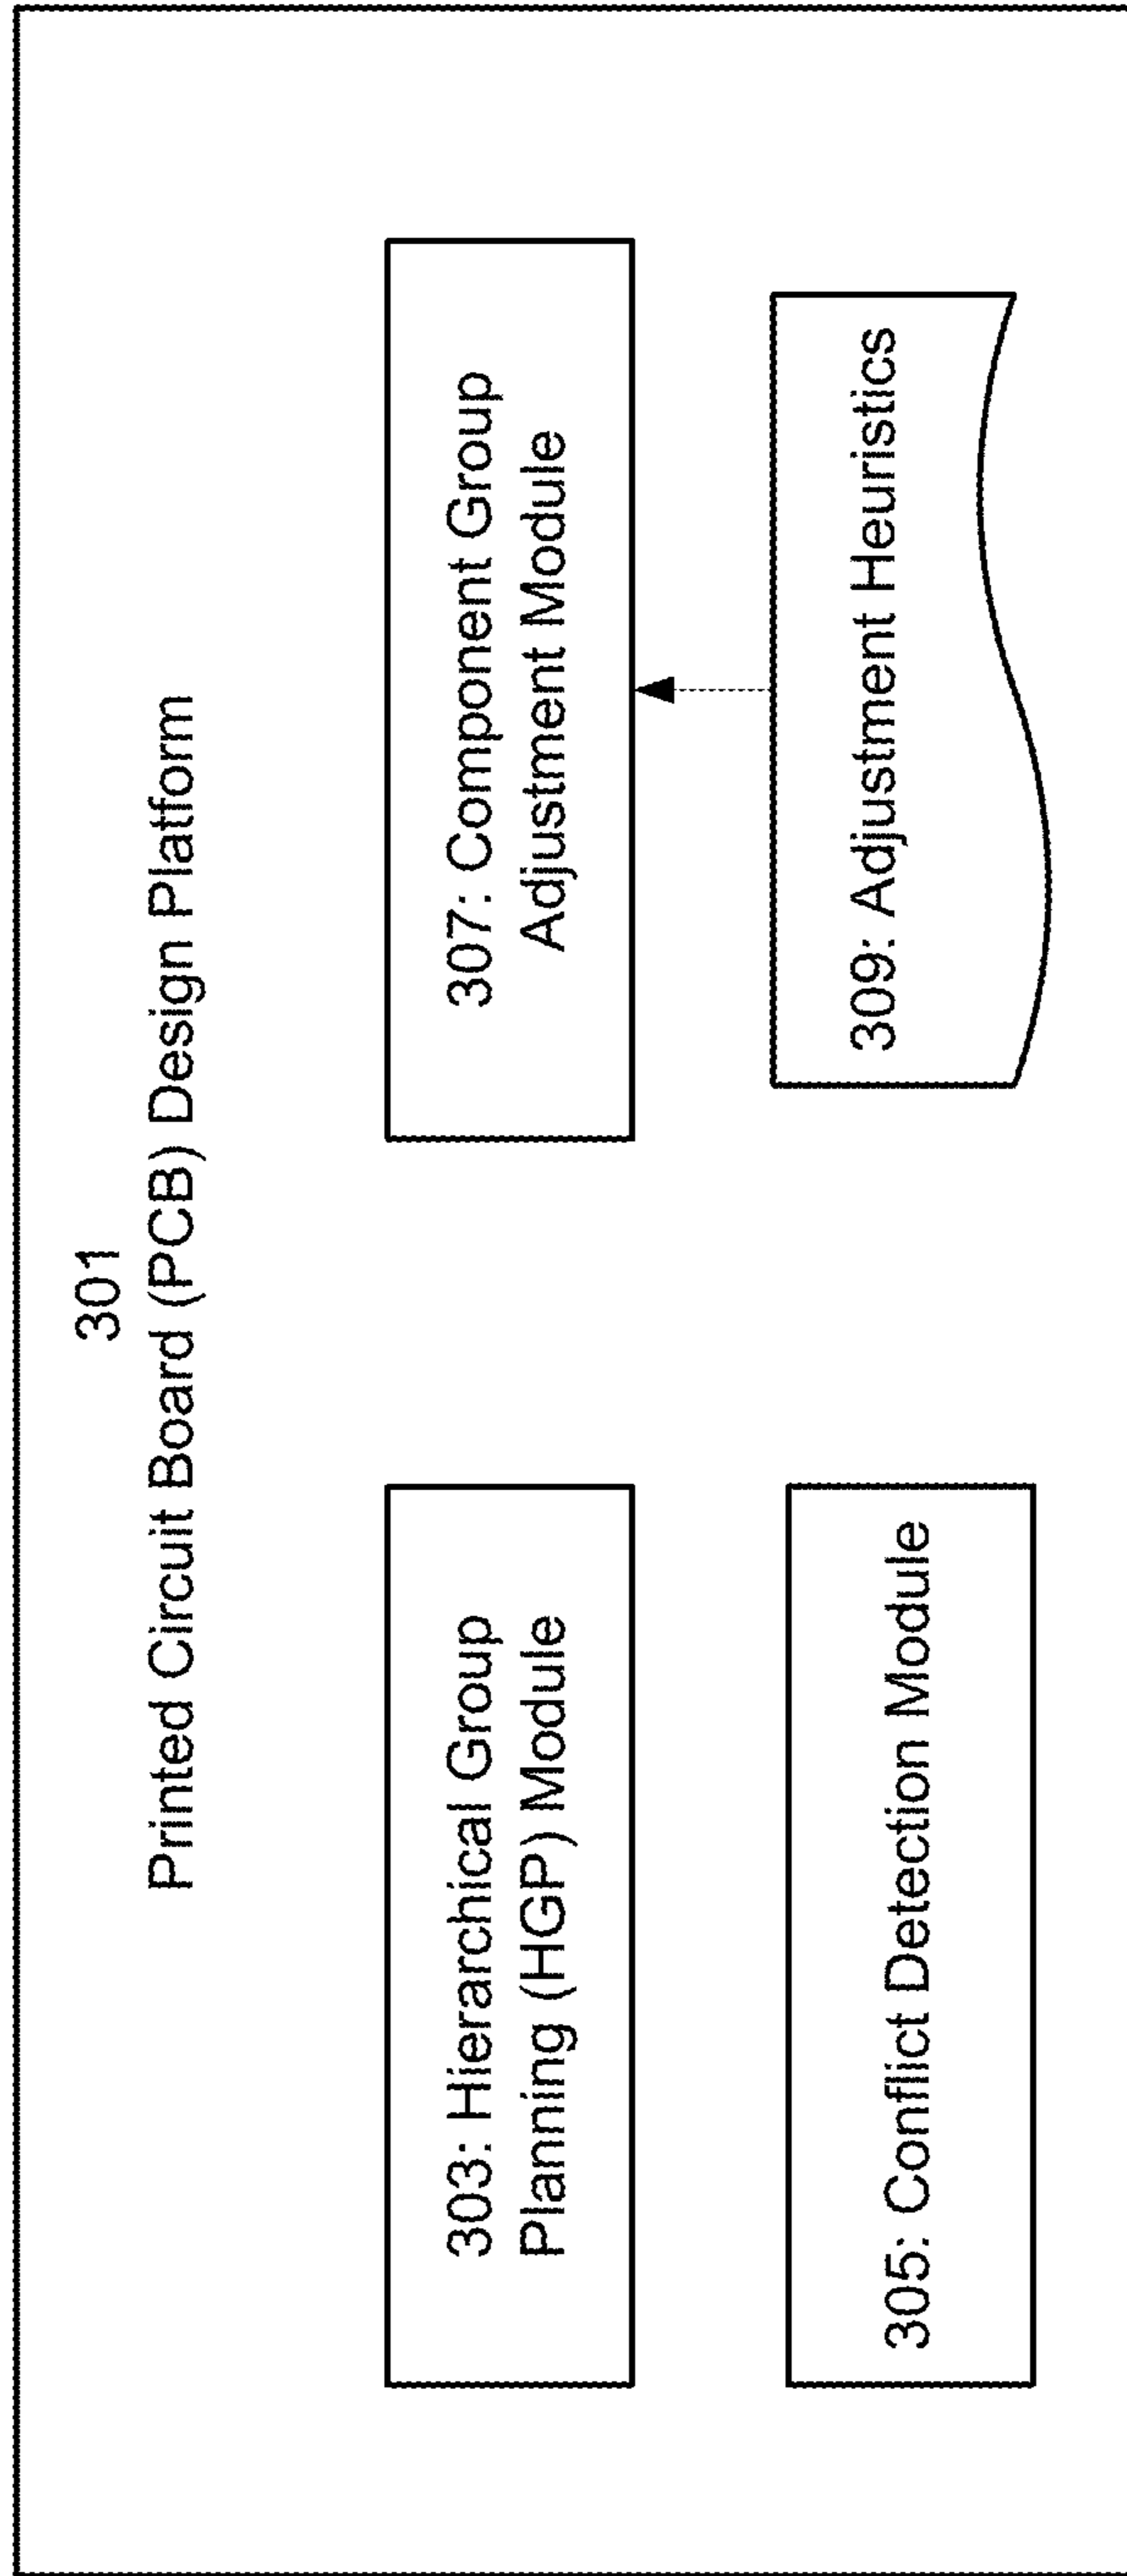 301
Printed Circuit Board (PCB) Design Platform
303: Hierarchical Group
Planning (HGP) Module
305: Conflict Detection Module
307: Component Group
Adjustment Module
309: Adjustment Heuristics